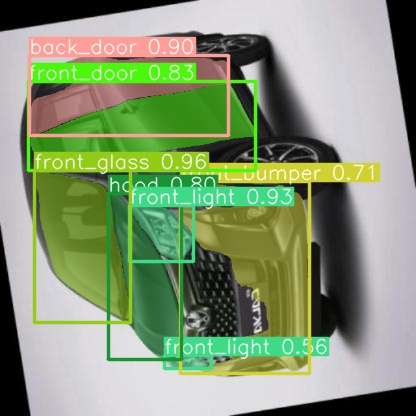 back_door 0.90
front_door 0.83
front_glass 0.96
front_bumper 0.71
hood 0.80
front_light 0.93
front_light 0.56